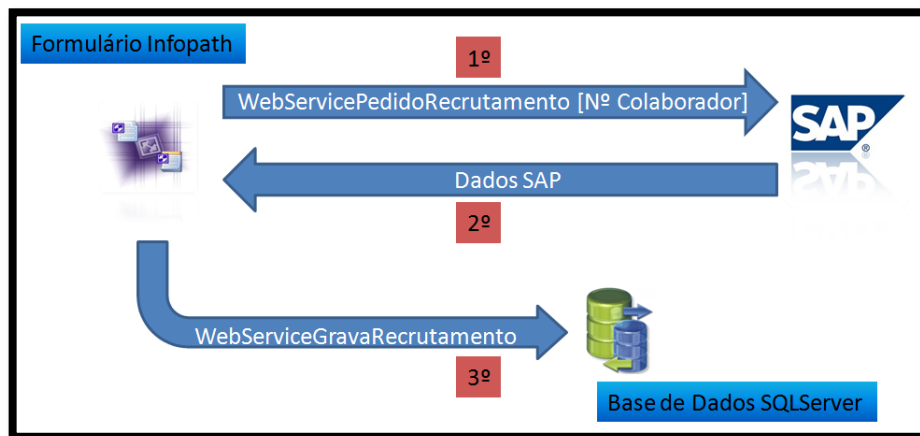 Formulário Infopath
1º
WebServicePedidoRecrutamento [Nº Colaborador]
SAP
®
Dados SAP
2º
WebServiceGravaRecrutamento
3º
Base de Dados SQLServer